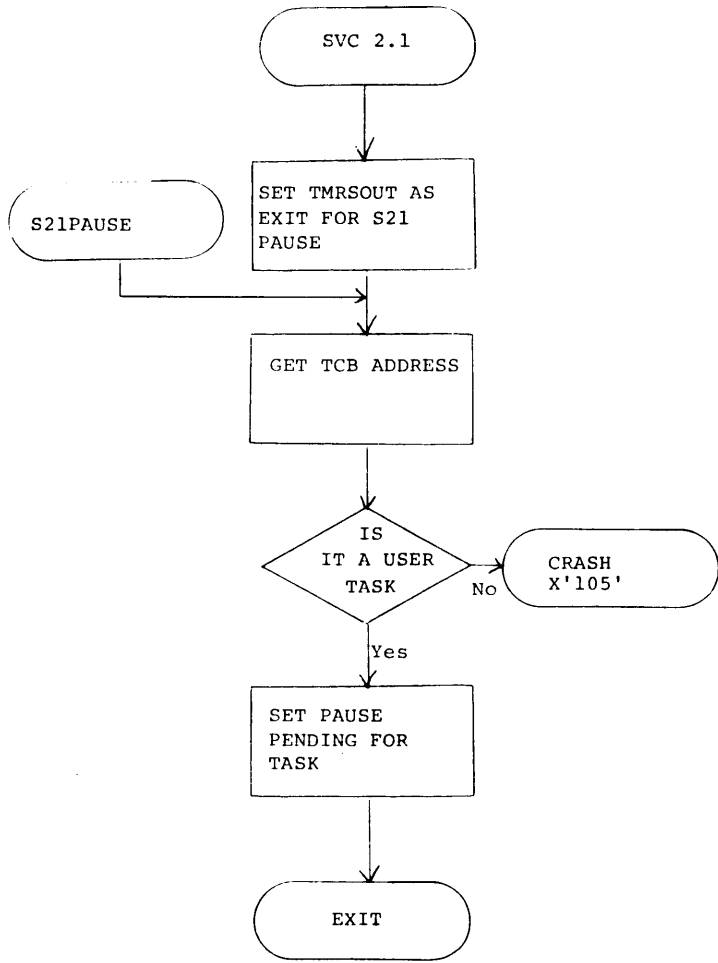 SVC 2.1
SET TMRSOUT AS
EXIT FOR S21
PAUSE
S21PAUSE
GET TCB ADDRESS
IS
IT A USER
TASK
No
CRASH
X'105'
Yes
SET PAUSE
PENDING FOR
TASK
EXIT